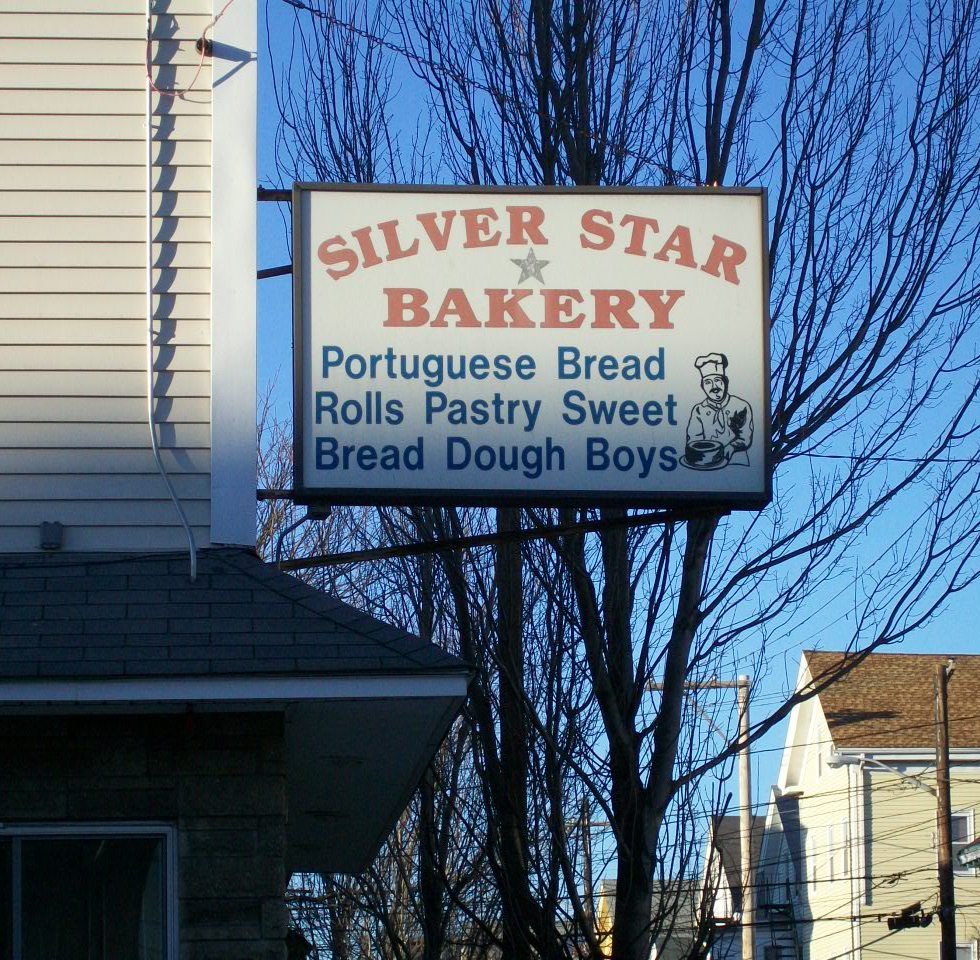 SILVER STAR
BAKERY
Portuguese Bread
Rolls Pastry Sweet
Bread Dough Boys